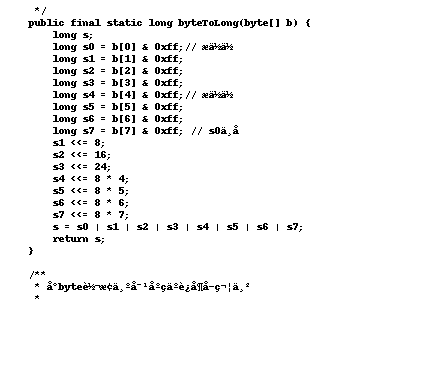 */
public final static long byteToLong(byte[] b) {
long s;
long s0 = b[0] & 0xff;// æä½ä½
long s1 = b[1] & 0xff;
long s2 = b[2] & 0xff;
long s3 = b[3] & 0xff;
long s4 = b[4] & 0xff;// æä½ä½
long s5 = b[5] & 0xff;
long s6 = b[6] & 0xff;
long s7 = b[7] & 0xff; // s0ä¸å
s1 <<= 8;
s2 <<= 16;
s3 <<= 24;
s4 <<= 8 * 4;
s5 <<= 8 * 5;
s6 <<= 8 * 6;
s7 <<= 8 * 7;
s = s0 | s1 | s2 | s3 | s4 | s5 | s6 | s7;
return s;
}
/**
* å°byteè½¬æ¢ä¸ºå¯¹åºçäºè¿å¶å­ç¬¦ä¸²
*